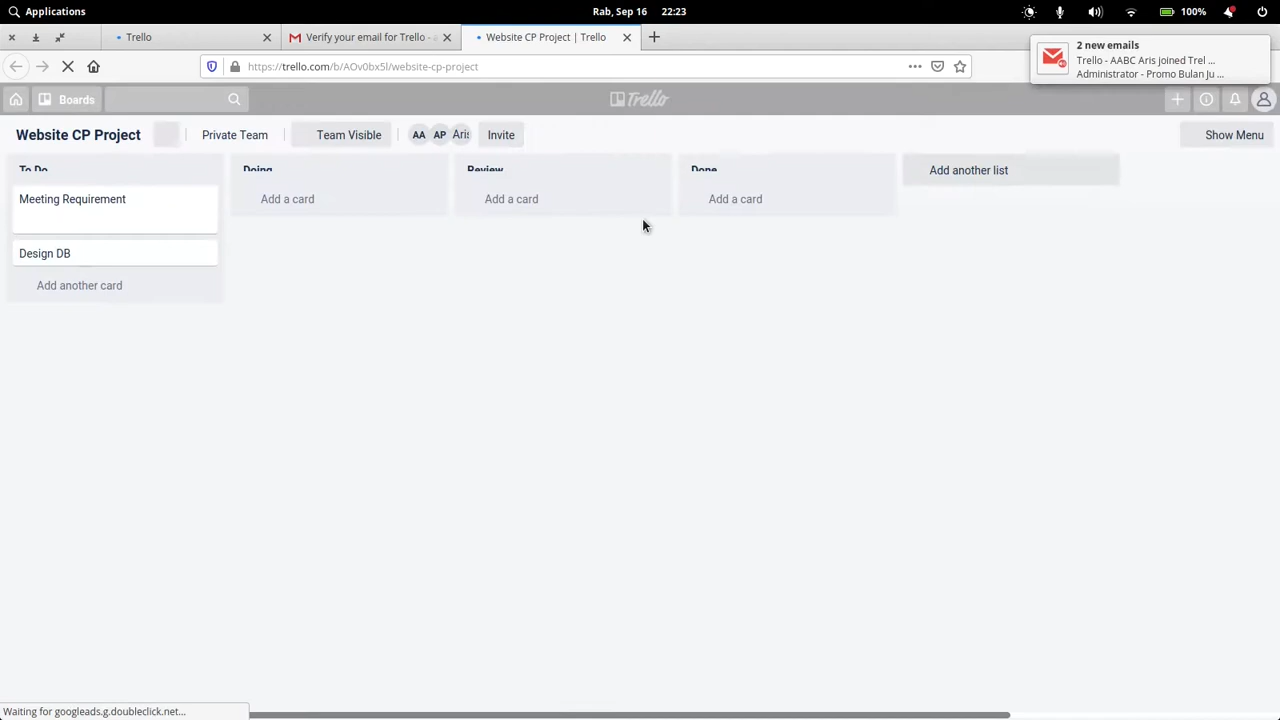 Applications
Rab, Sep 16 22:23
100%
Trello
Verify your email for Trello -
Website CP Project | Trello
https://trello.com/b/AOv0bx5l/website-cp-project
2 new emails
Trello - AABC Aris joined Trel ...
Administrator - Promo Bulan Ju ...
Boards
Trello
Website CP Project
Private Team
Team Visible
AA
AP
Aris
Invite
Show Menu
To Do
Doing
Review
Done
Add another list
Meeting Requirement
Add a card
Add a card
Add a card
Design DB
Add another card
Waiting for googleads.g.doubleclick.net...